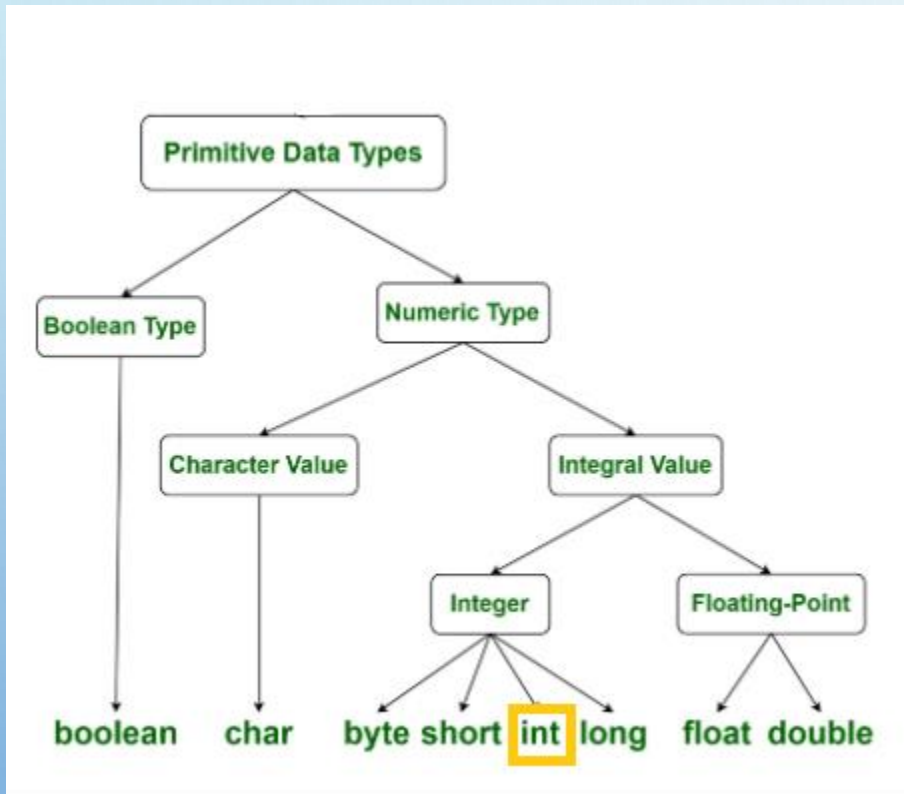 Primitive Data Types
Boolean Type
Numeric Type
Character Value
Integral Value
Integer
Floating-Point
boolean char byte short int long float double